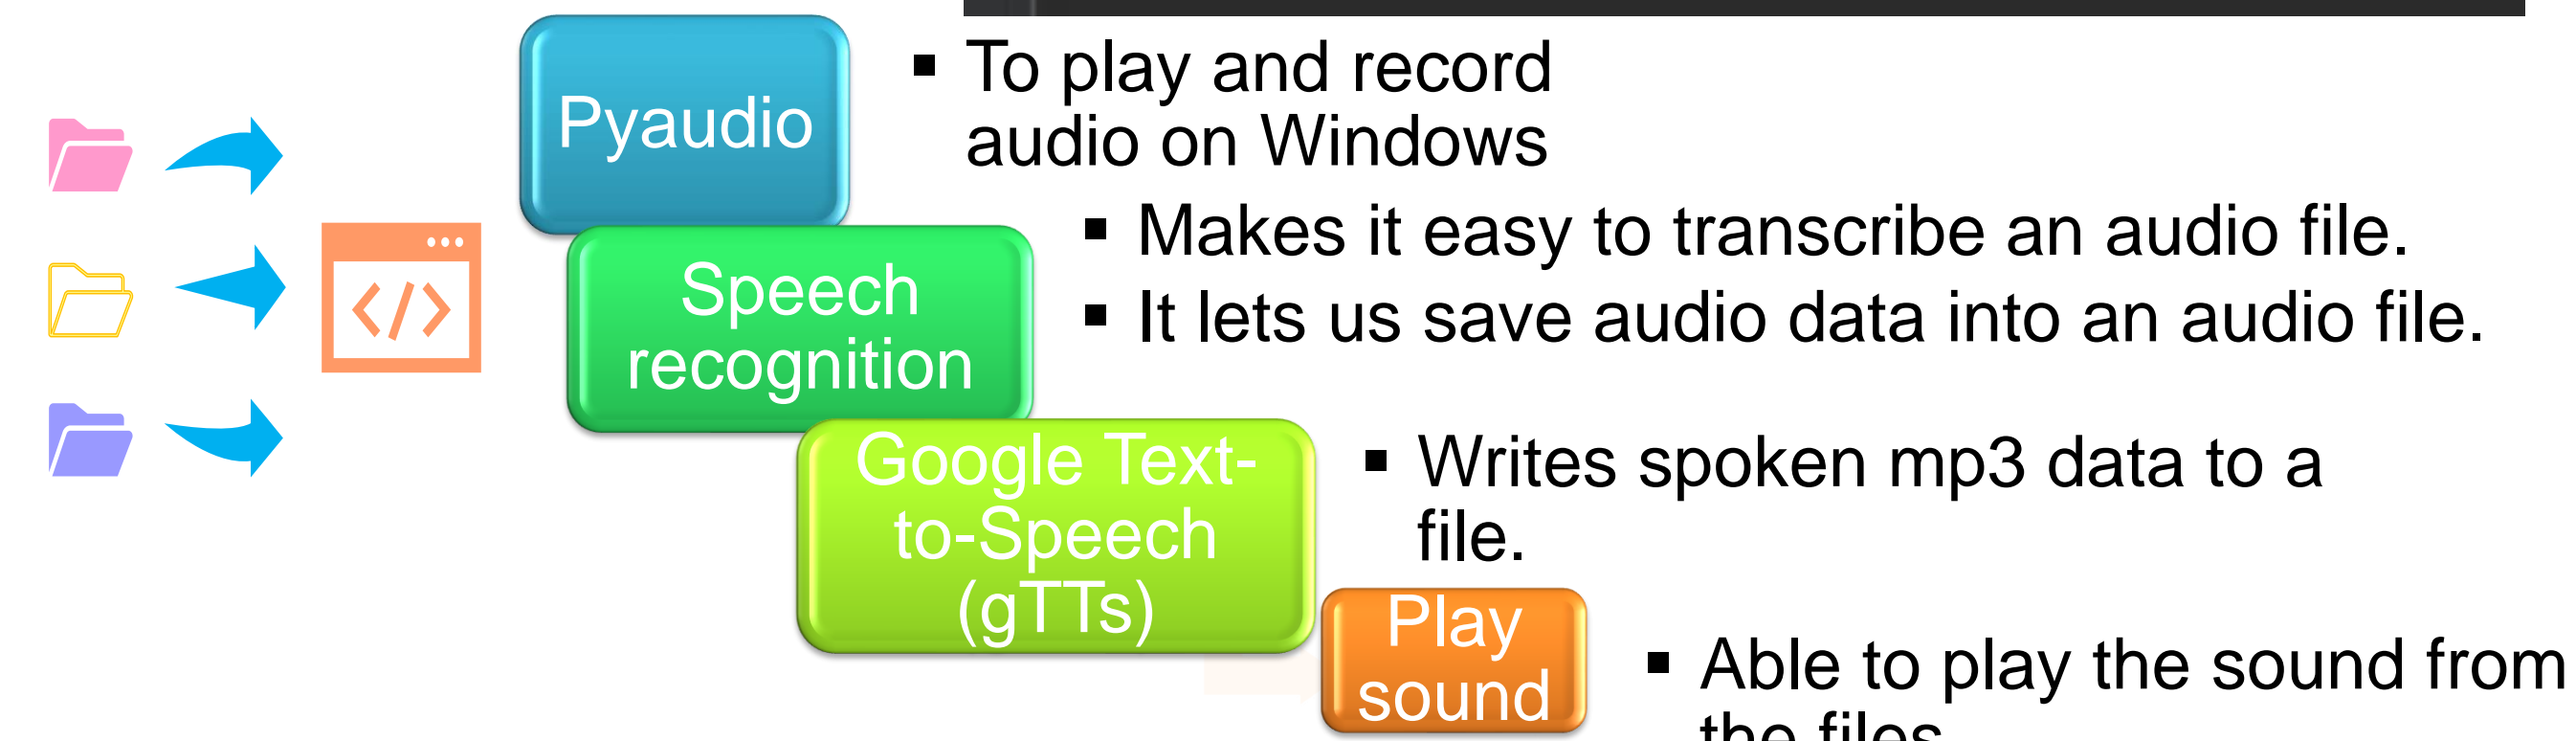 Pyaudio
▪ To play and record
audio on Windows
Speech
recognition
▪ Makes it easy to transcribe an audio file.
▪ It lets us save audio data into an audio file.
Google Text-
to-Speech
(gTTs)
▪ Writes spoken mp3 data to a
file.
Play
sound
▪ Able to play the sound from
the files